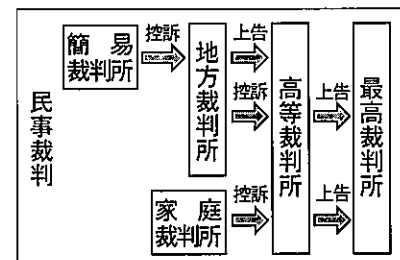 民事裁判
簡易
裁判所
控訴
地方裁判所
上告
控訴
高等裁判所
上告
最高裁判所
家庭
裁判所
控訴
上告